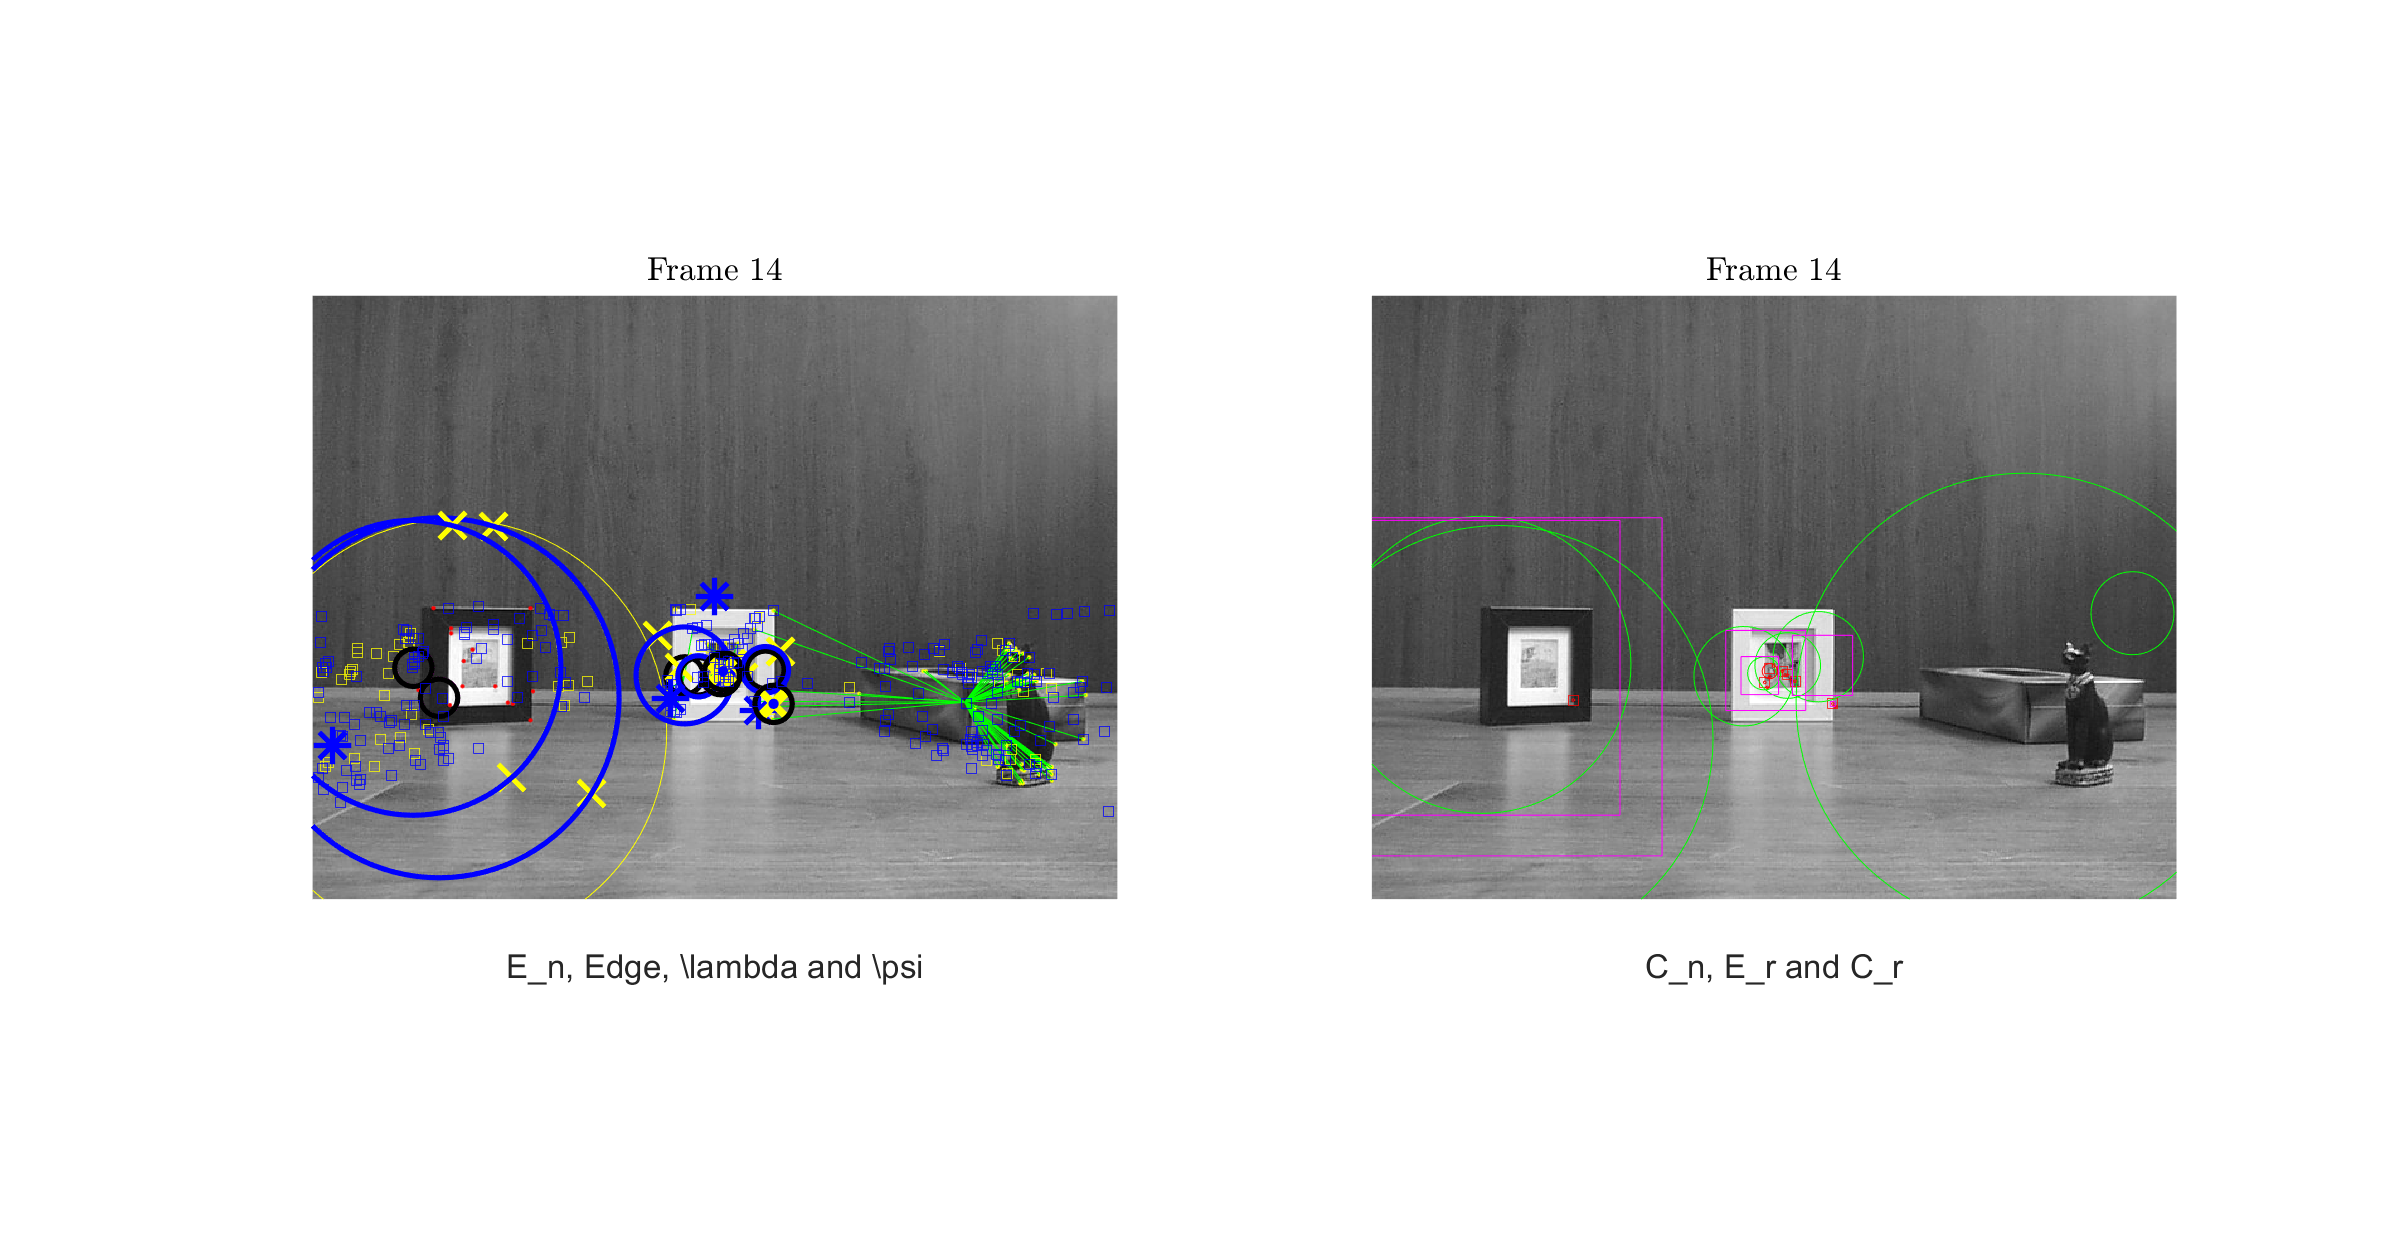 Frame 14
Frame 14
E_n, Edge, \lambda and \psi
C_n, E_r and C_r